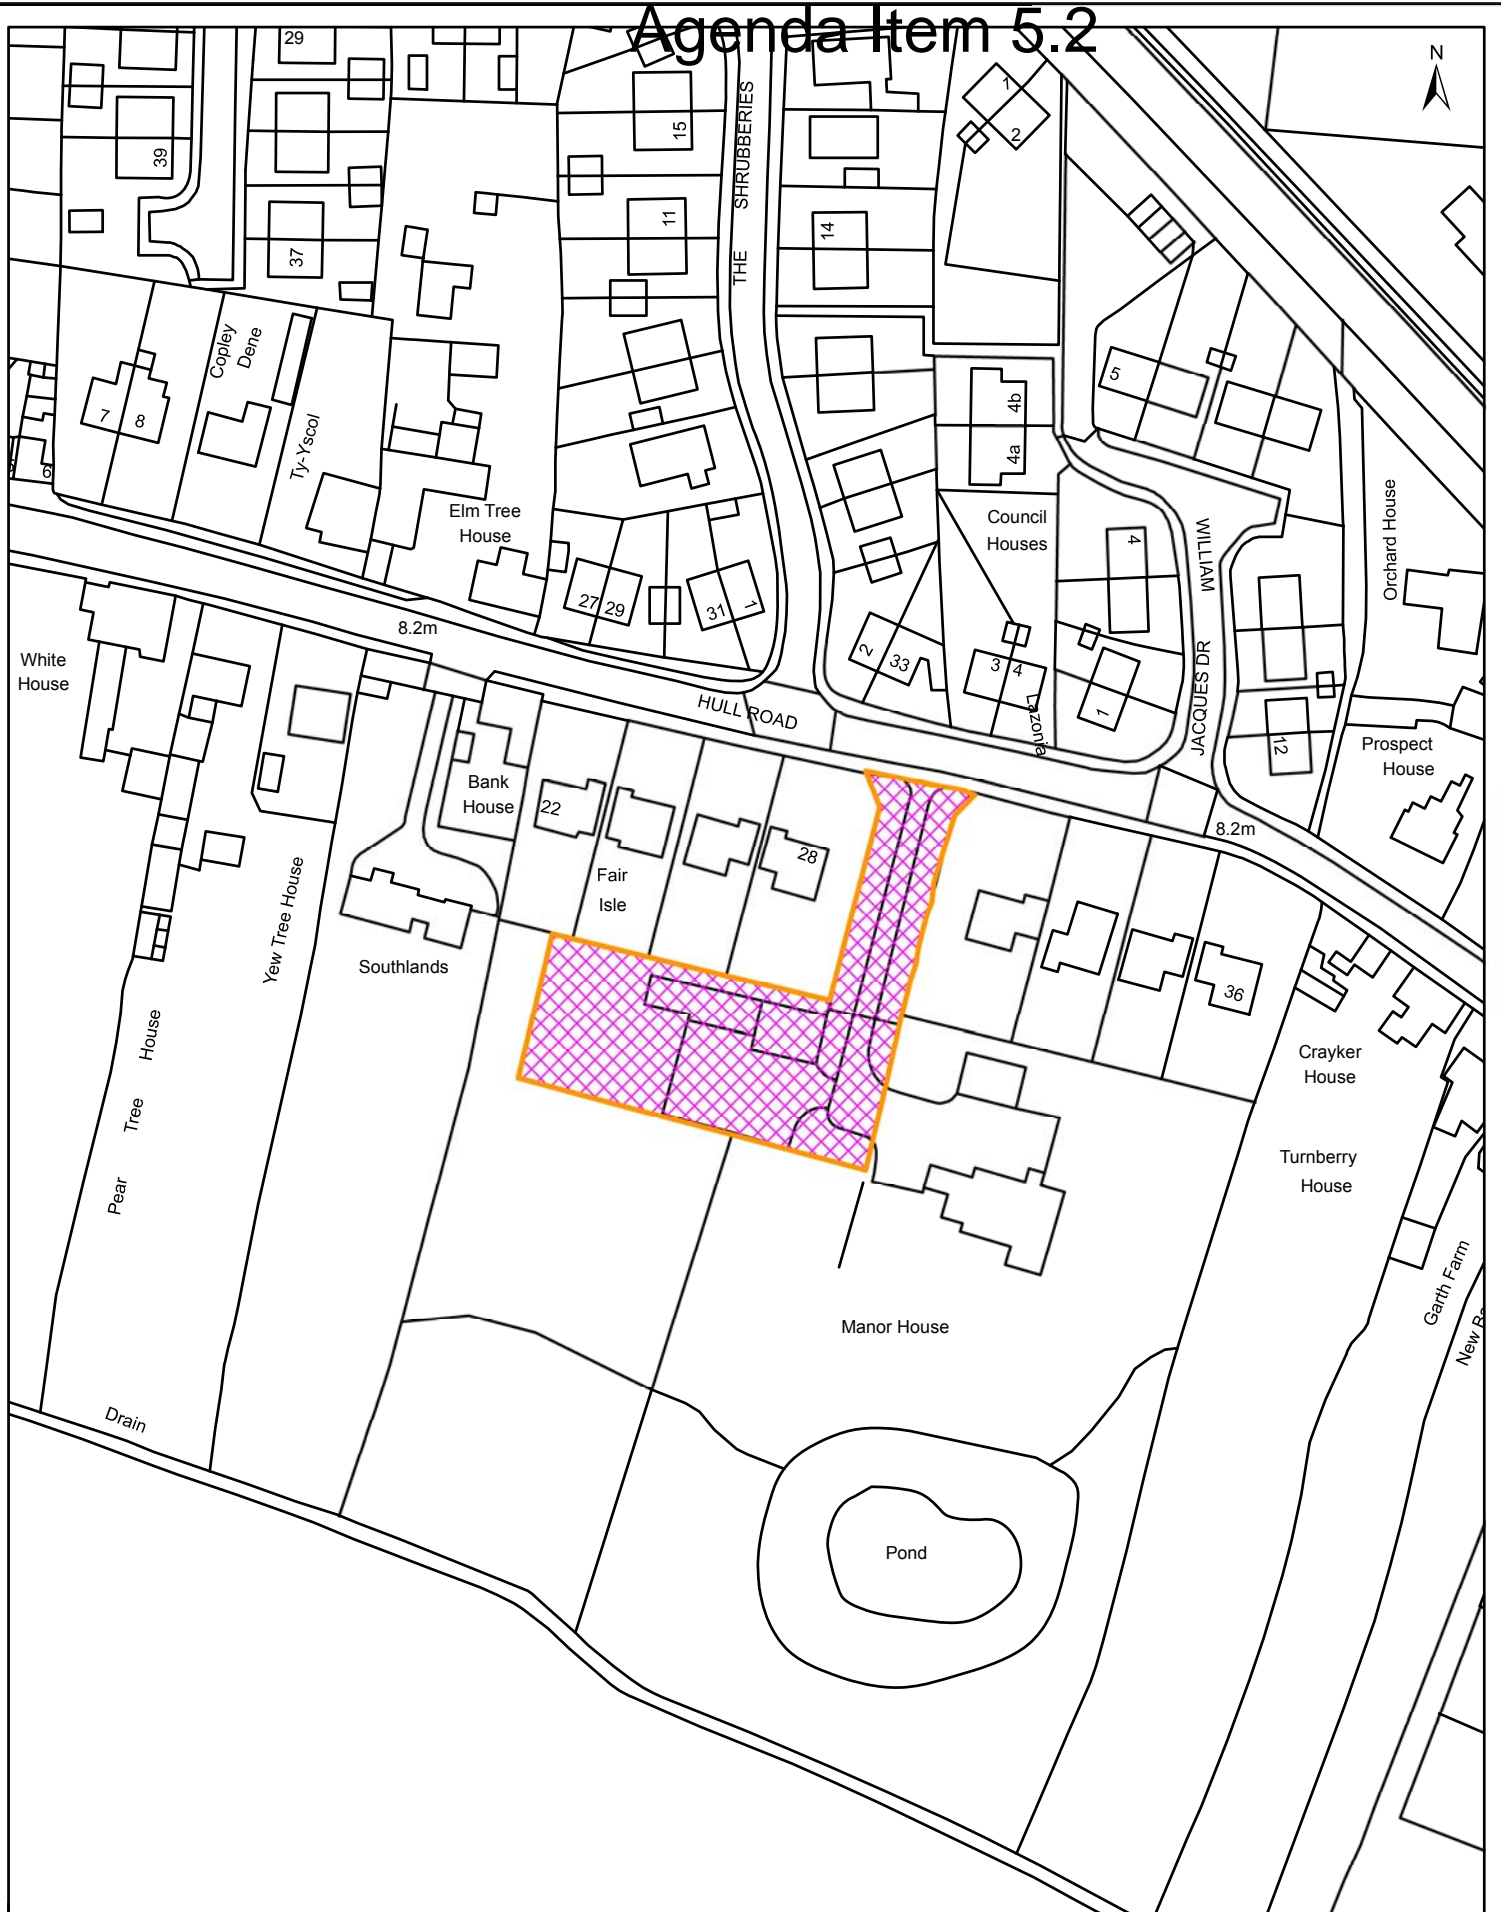 Agenda Item 5.2
N
29
39
37
15
11
THE SHRUBBERIES
14
1
2
5
7
8
6
Copley
Dene
Ty-Yscol
Elm Tree
House
4b
4a
Council
Houses
4
WILLIAM
JACQUES DR
Orchard House
27
29
31
1
2
33
3
4
Lazonia
1
12
Prospect
House
8.2m
White
House
HULL ROAD
8.2m
Bank
House
22
Fair
Isle
28
36
Southlands
Yew Tree House
Pear Tree House
Crayker
House
Turnberry
House
Garth Farm
Manor House
Drain
Pond